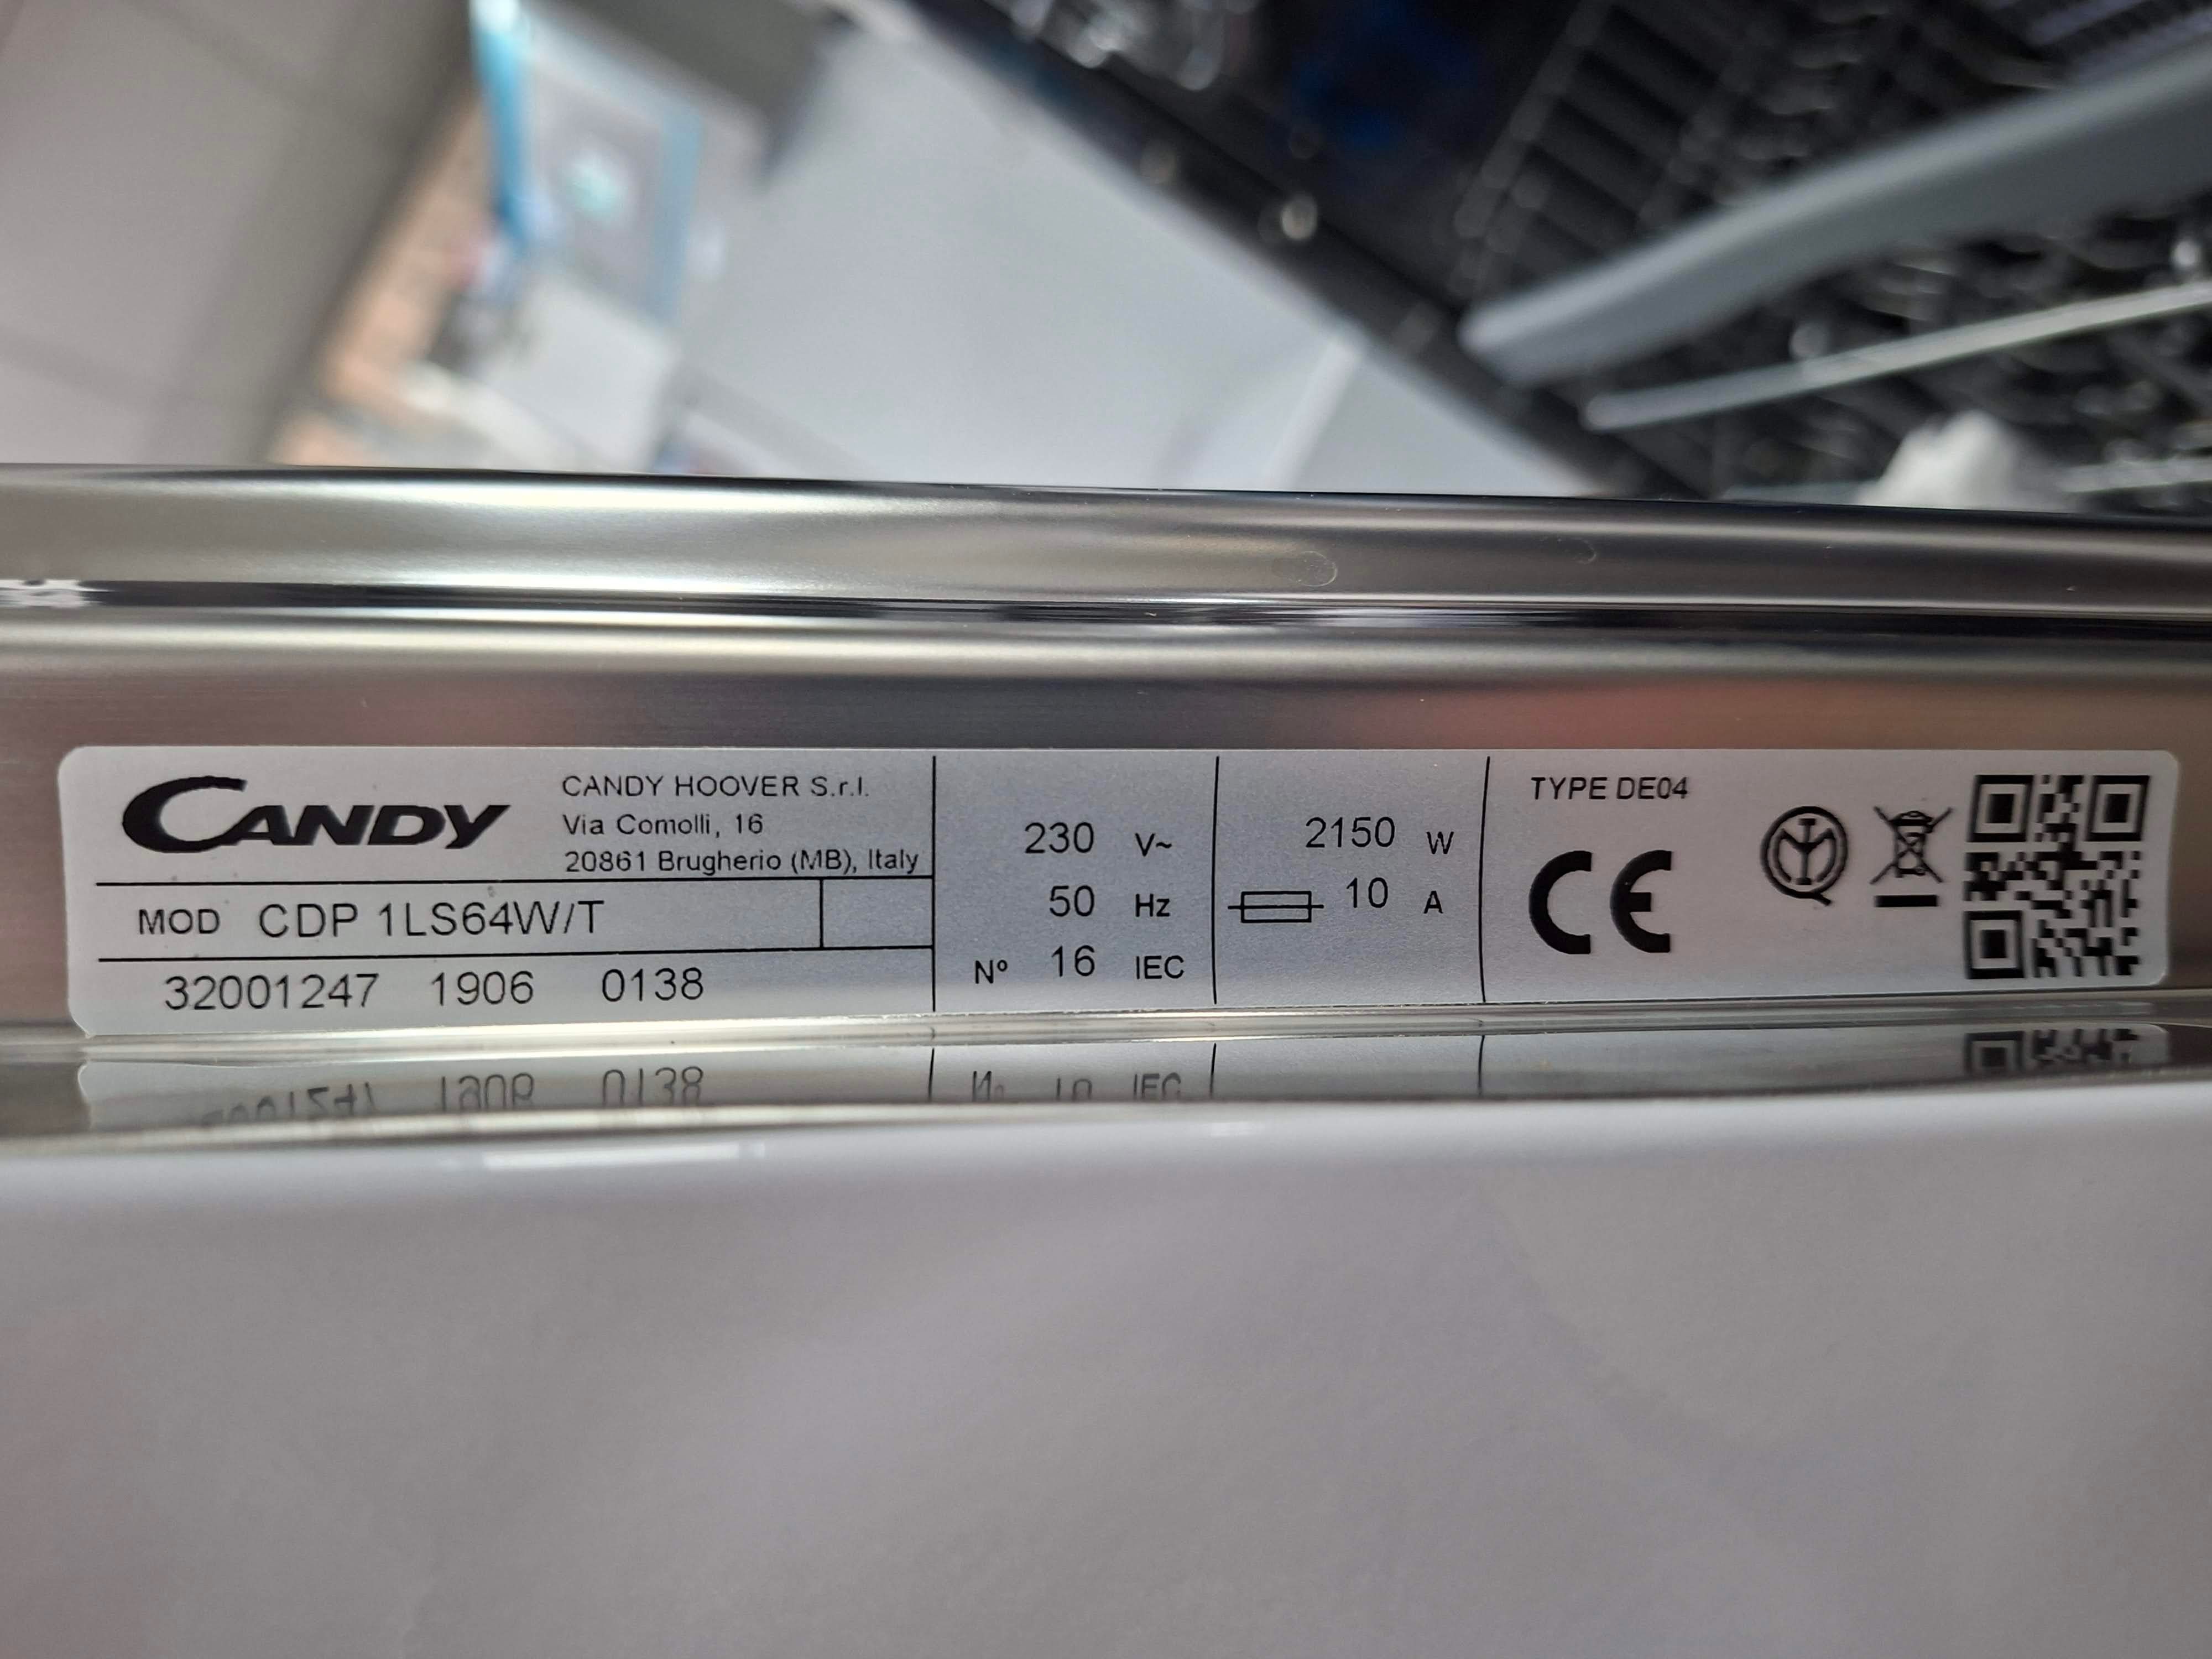 CANDY
CANDY HOOVER S.r.l.
Via Comolli, 16
20861 Brugherio (MB), Italy
MOD CDP 1LS64W/T
32001247 1906 0138
230 V~
50 Hz
Nº 16 IEC
2150 W
10 A
TYPE DE04
CE